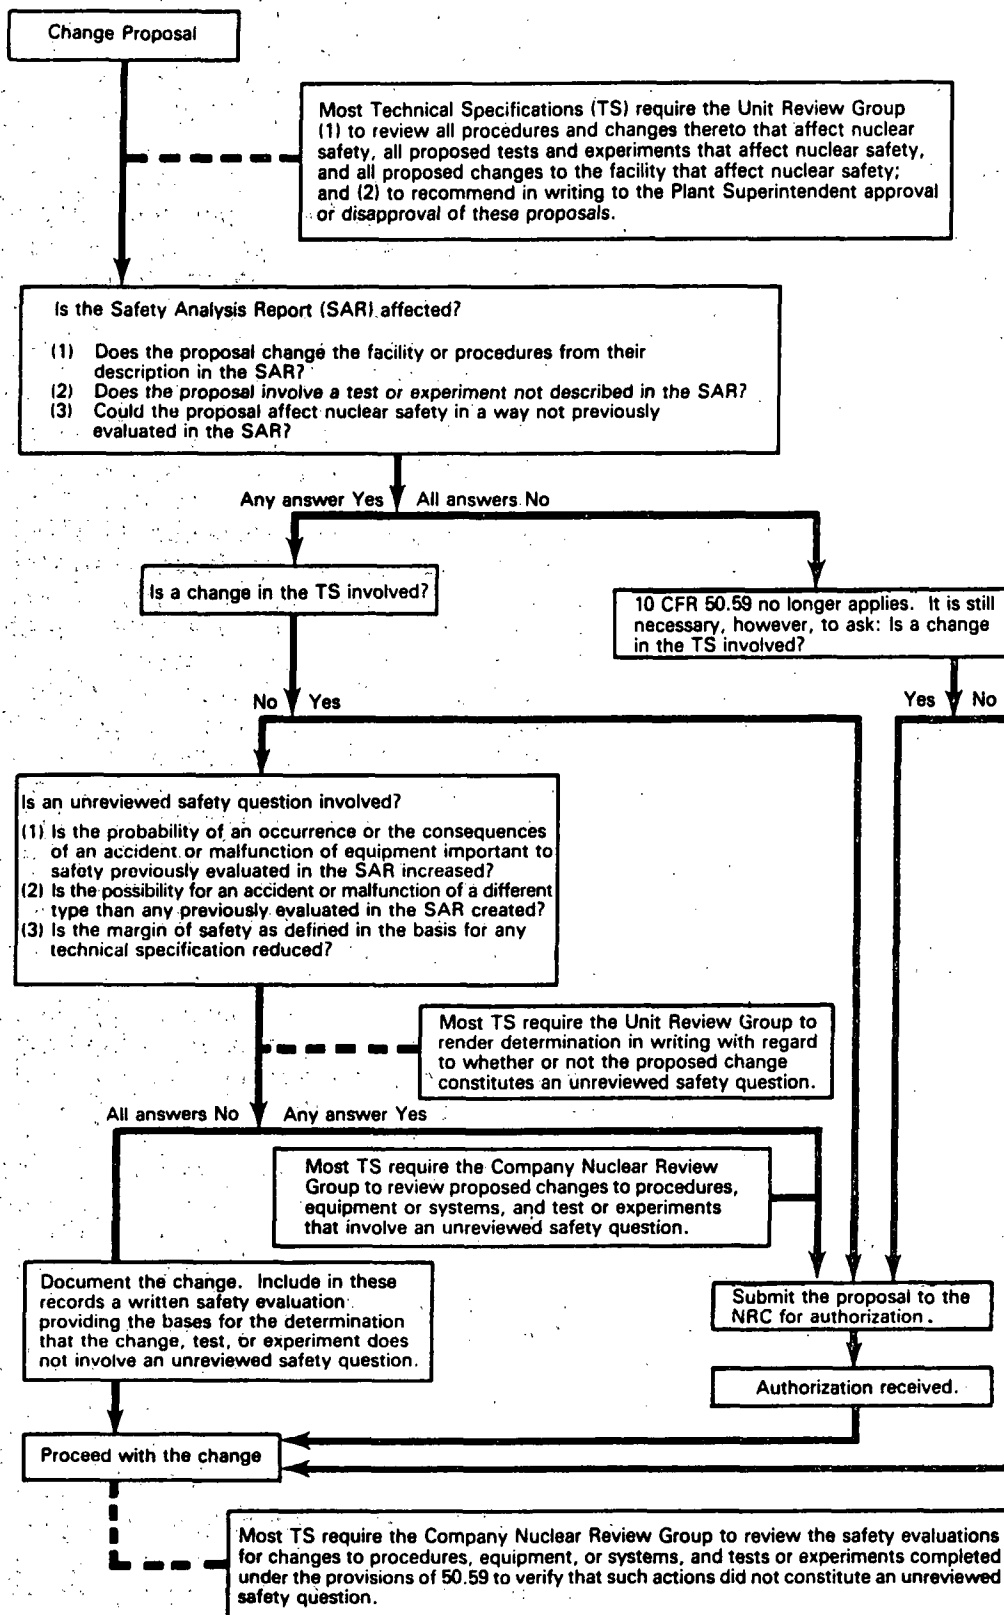 Change Proposal
Most Technical Specifications (TS) require the Unit Review Group
(1) to review all procedures and changes thereto that affect nuclear
safety, all proposed tests and experiments that affect nuclear safety,
and all proposed changes to the facility that affect nuclear safety;
and (2) to recommend in writing to the Plant Superintendent approval
or disapproval of these proposals.
Is the Safety Analysis Report (SAR) affected?
(1) Does the proposal change the facility or procedures from their
description in the SAR?
(2) Does the proposal involve a test or experiment not described in the SAR?
(3) Could the proposal affect nuclear safety in a way not previously
evaluated in the SAR?
Any answer Yes All answers No
Is a change in the TS involved?
10 CFR 50.59 no longer applies. It is still
necessary, however, to ask: Is a change
in the TS involved?
No Yes
Yes No
Is an unreviewed safety question involved?
(1) Is the probability of an occurrence or the consequences
of an accident or malfunction of equipment important to
safety previously evaluated in the SAR increased?
(2) Is the possibility for an accident or malfunction of a different
type than any previously evaluated in the SAR created?
(3) Is the margin of safety as defined in the basis for any
technical specification reduced?
Most TS require the Unit Review Group to
render determination in writing with regard
to whether or not the proposed change
constitutes an unreviewed safety question.
All answers No Any answer Yes
Most TS require the Company Nuclear Review
Group to review proposed changes to procedures,
equipment or systems, and test or experiments
that involve an unreviewed safety question.
Document the change. Include in these
records a written safety evaluation
providing the bases for the determination
that the change, test, or experiment does
not involve an unreviewed safety question.
Submit the proposal to the
NRC for authorization.
Authorization received.
Proceed with the change
Most TS require the Company Nuclear Review Group to review the safety evaluations
for changes to procedures, equipment, or systems, and tests or experiments completed
under the provisions of 50.59 to verify that such actions did not constitute an unreviewed
safety question.